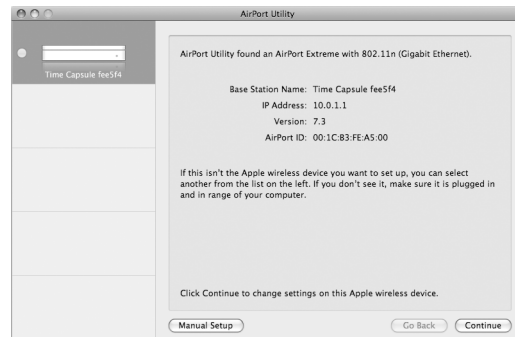 AirPort Utility
Time Capsule fee5f4
AirPort Utility found an AirPort Extreme with 802.11n (Gigabit Ethernet).
Base Station Name: Time Capsule fee5f4
IP Address: 10.0.1.1
Version: 7.3
AirPort ID: 00:1C:B3:FE:A5:00
If this isn't the Apple wireless device you want to set up, you can select
another from the list on the left. If you don't see it, make sure it is plugged in
and in range of your computer.
Click Continue to change settings on this Apple wireless device.
Manual Setup
Go Back
Continue